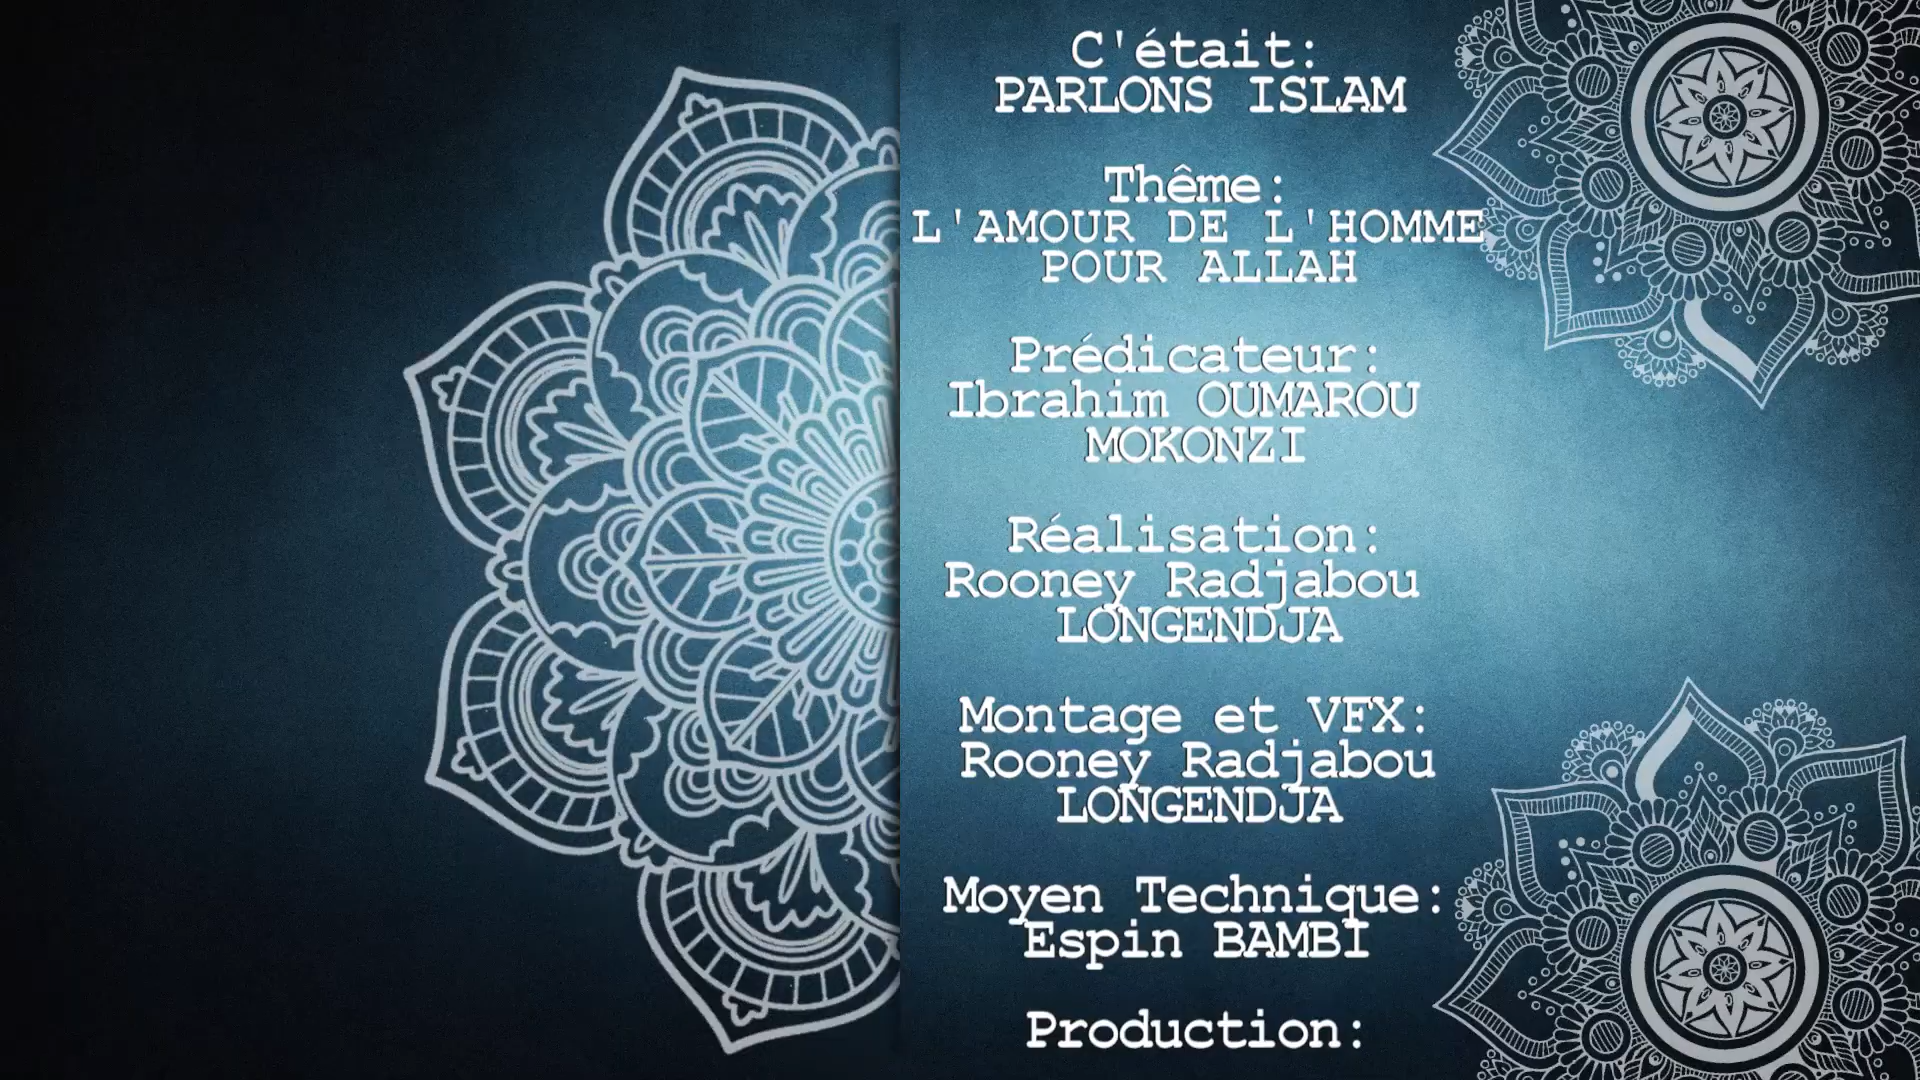 C'était:
PARLONS ISLAM
Thême:
L'AMOUR DE L'HOMME
POUR ALLAH
Prédicateur:
Ibrahim OUMAROU
MOKONZI
Réalisation:
Rooney Radjabou
LONGENDJA
Montage et VFX:
Rooney Radjabou
LONGENDJA
Moyen Technique:
Espin BAMBI
Production: